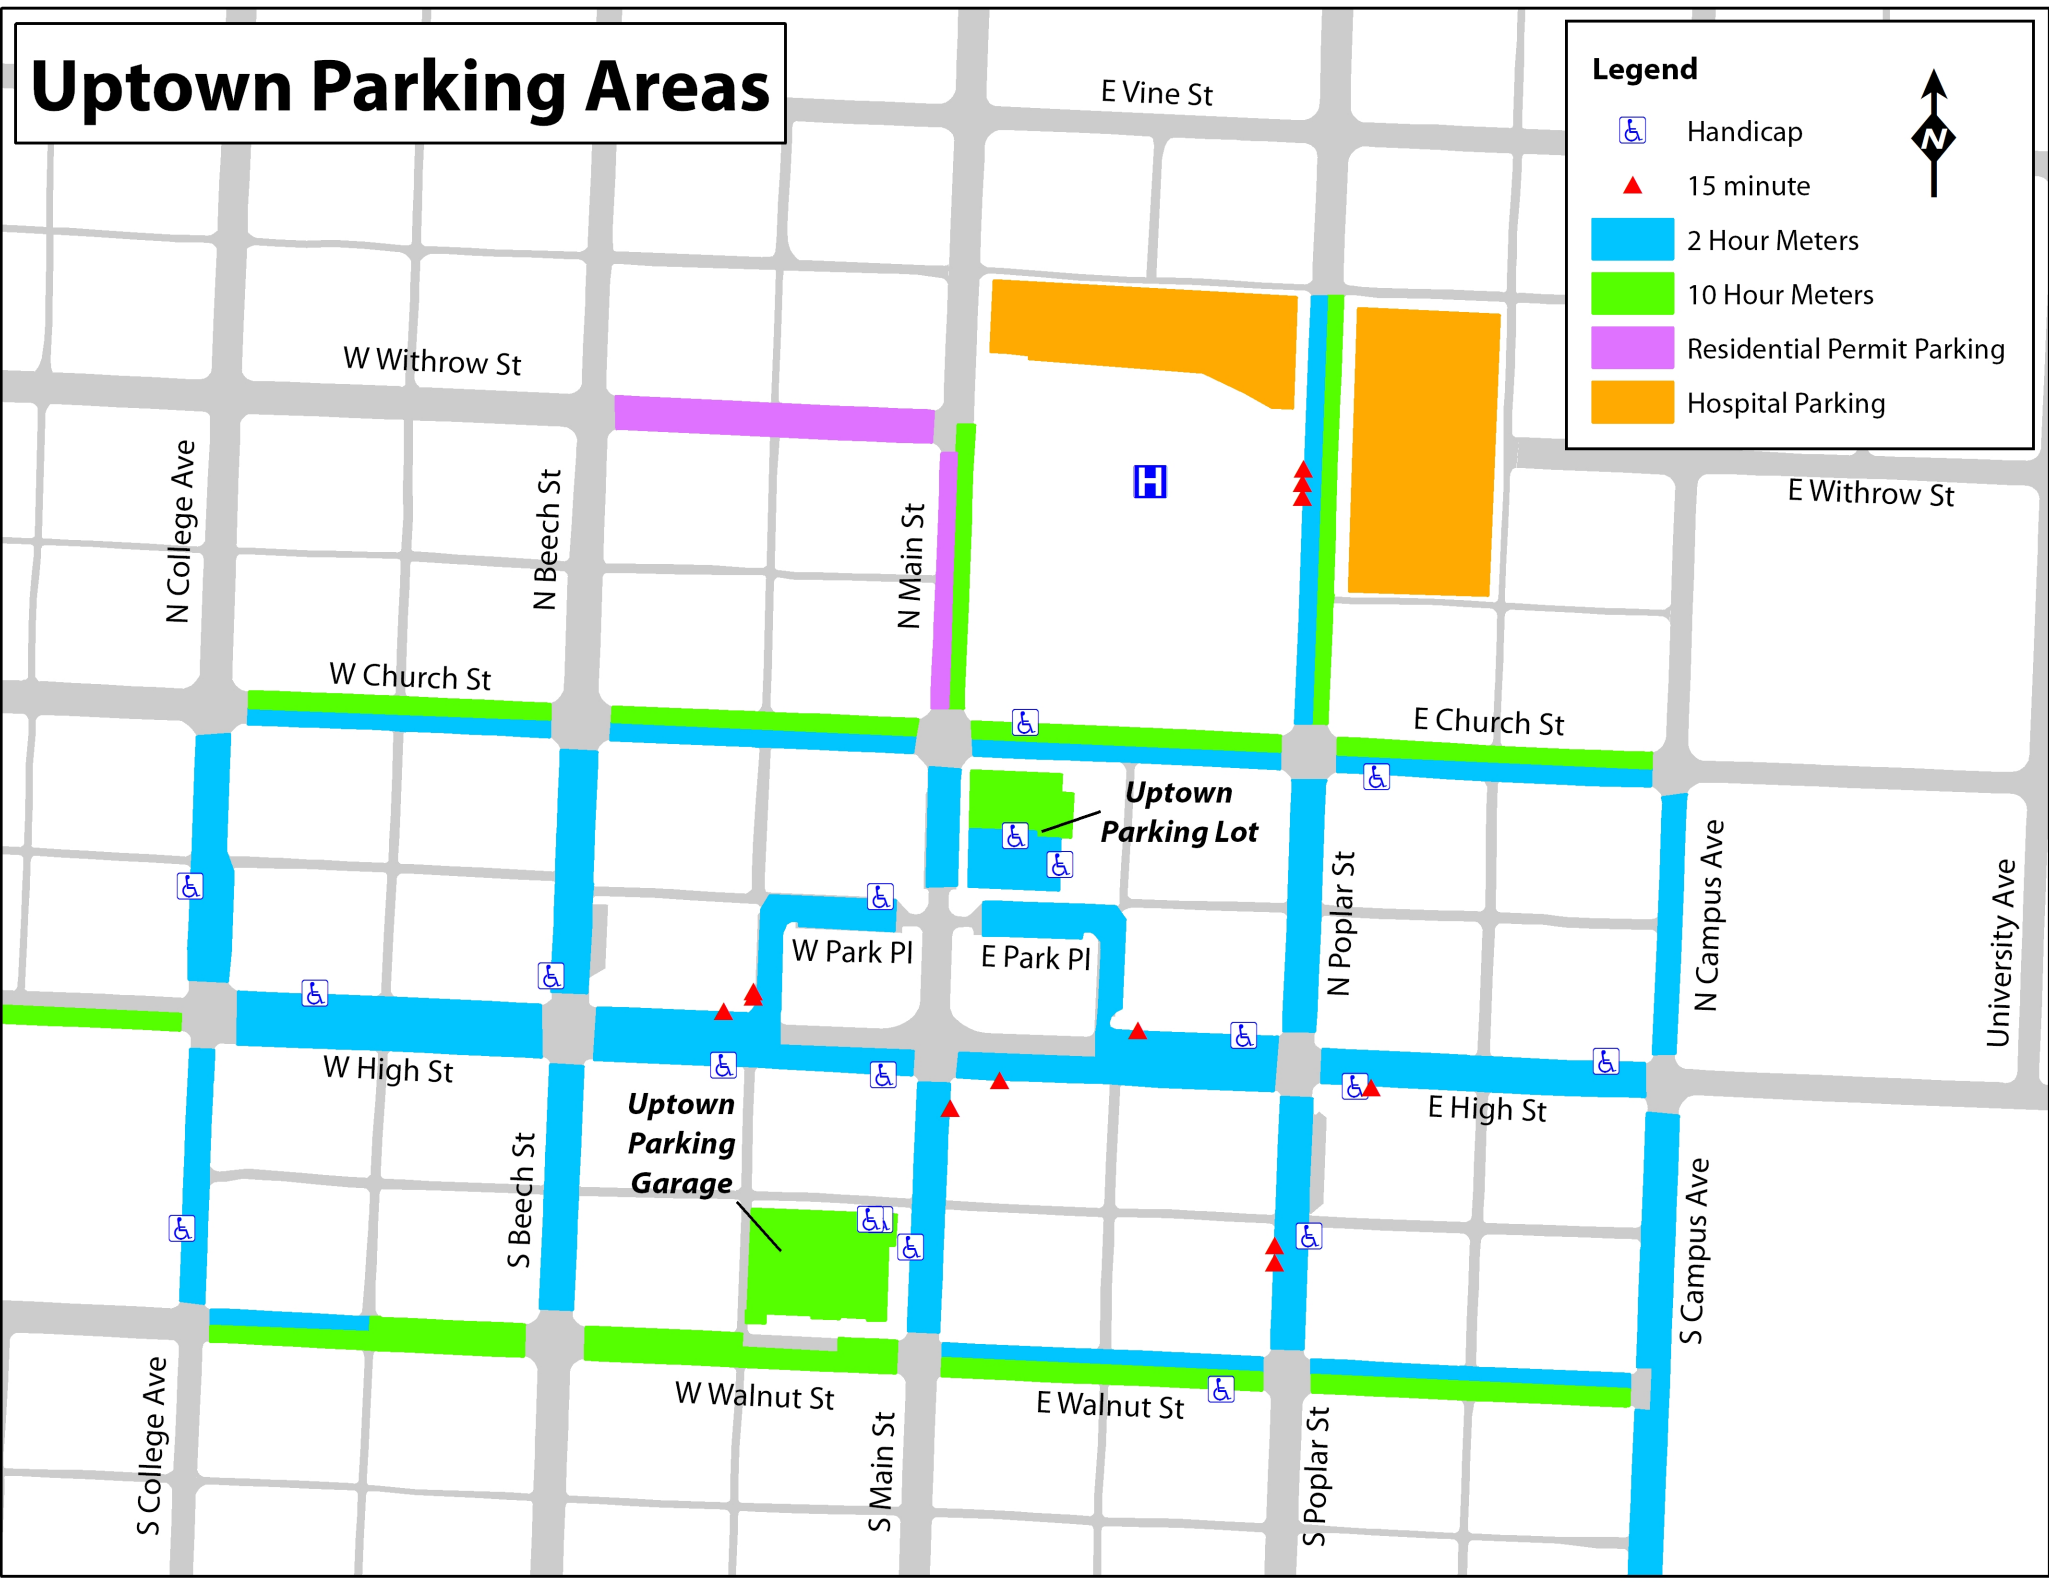 Uptown Parking Areas
E Vine St
Legend
N
Handicap
15 minute
2 Hour Meters
10 Hour Meters
Residential Permit Parking
Hospital Parking
W Withrow St
E Withrow St
N College Ave
N Beech St
N Main St
H
W Church St
E Church St
Uptown
Parking Lot
N Poplar St
N Campus Ave
University Ave
W Park Pl
E Park Pl
W High St
E High St
Uptown
Parking
Garage
S Beech St
S Campus Ave
W Walnut St
E Walnut St
S College Ave
S Main St
S Poplar St